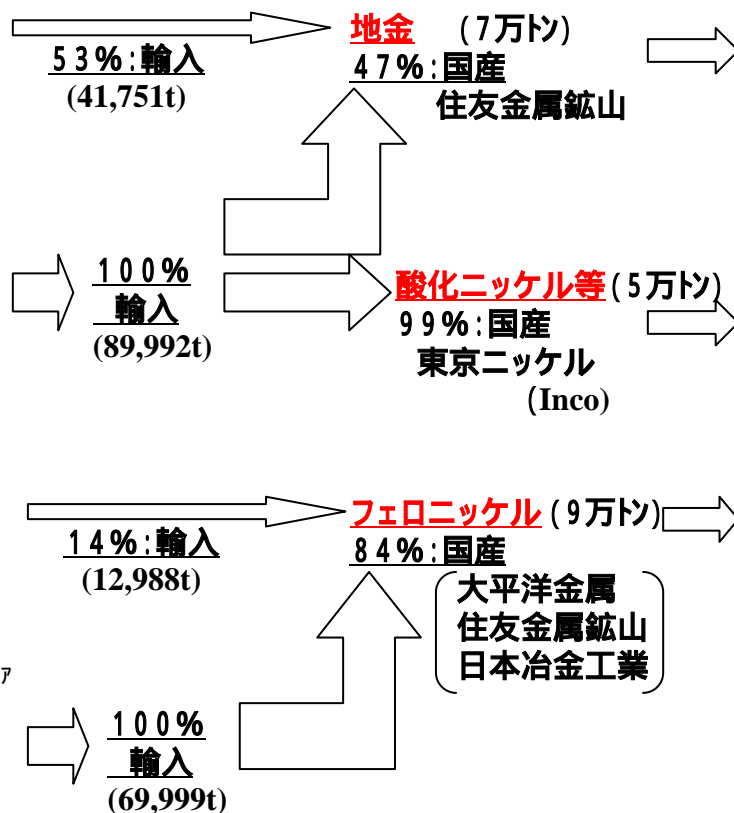 地金 (7万トン)
53%:輸入
47%:国産
(41,751t)
住友金属鉱山
100%
輸入
(89,992t)
酸化ニッケル等(5万トン)
99%:国産
東京ニッケル
(Inco)
フェロニッケル(9万トン)
14%:輸入
84%:国産
(12,988t)
大平洋金属
住友金属鉱山
日本冶金工業
ァ
100%
輸入
(69,999t)